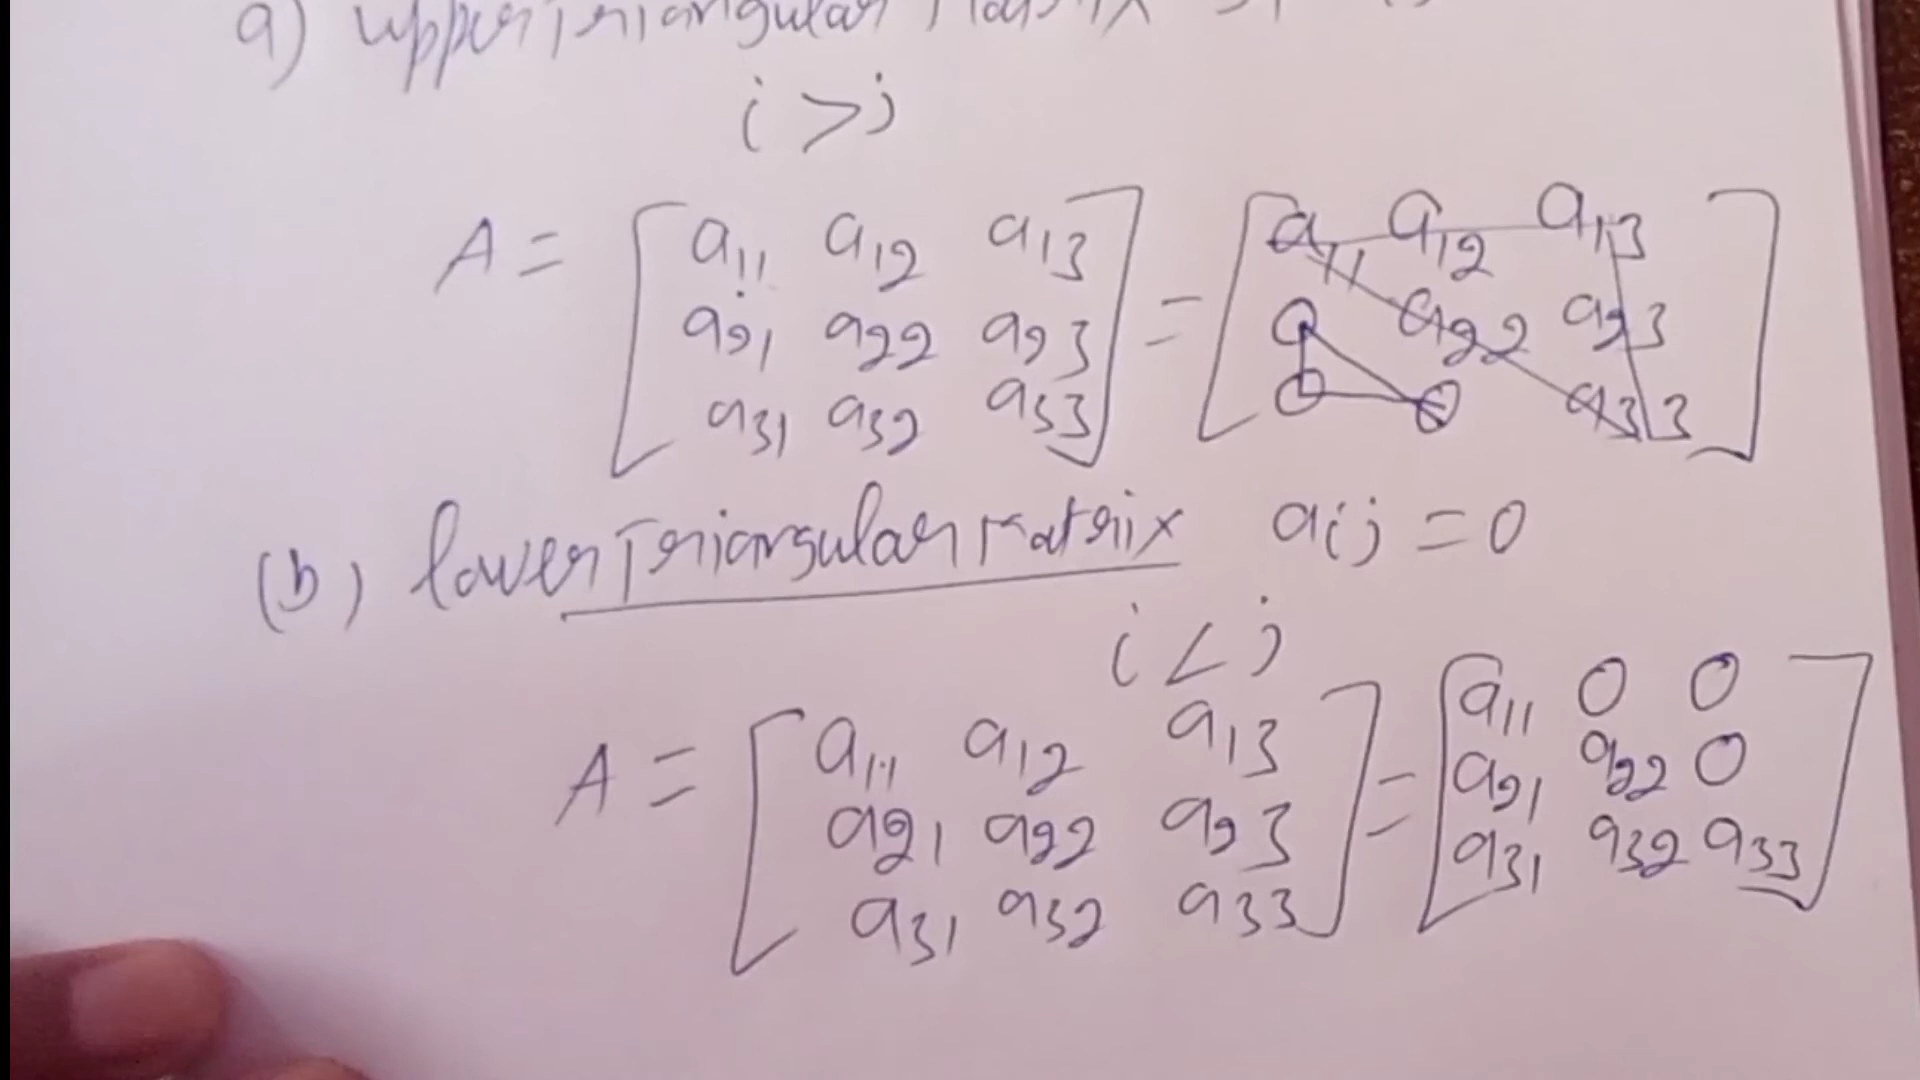 a) upper Triangular Matrix
i > j
A = [ a11 a12 a13 ] = [ a11 a12 a13 ]
a21 a22 a23 0 a22 a23
a31 a32 a33 0 0 a33
(b) lower Triangular Matrix aij = 0
i < j
A = [ a11 a12 a13 ] = [ a11 0 0 ]
a21 a22 a23 a21 a22 0
a31 a32 a33 a31 a32 a33